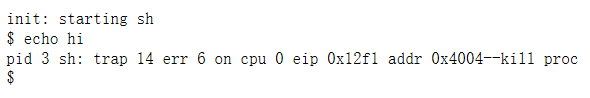 init: starting sh
$ echo hi
pid 3 sh: trap 14 err 6 on cpu 0 eip 0x12f1 addr 0x4004--kill proc
$